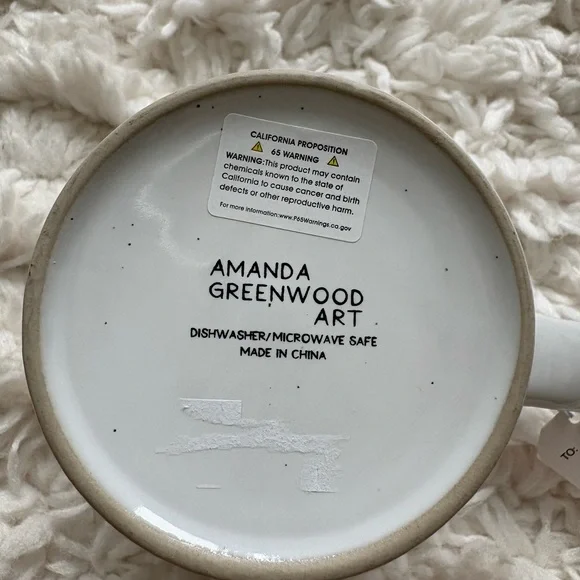 CALIFORNIA PROPOSITION
65 WARNING
WARNING:This product may contain
chemicals known to the state of
California to cause cancer and birth
defects or other reproductive harm.
For more information:www.P65Warnings.ca.gov
AMANDA
GREENWOOD
ART
DISHWASHER/MICROWAVE SAFE
MADE IN CHINA
TO: